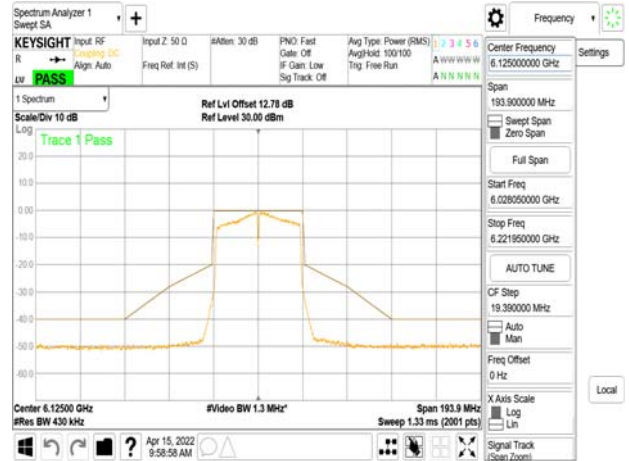 Spectrum Analyzer 1
Swept SA
Frequency
KEYSIGHT
Input: RF
Coupling: DC
Align: Auto
Input Z: 50 Ω
Freq Ref: Int (S)
#Atten: 30 dB
PNO: Fast
Gate: Off
IF Gain: Low
Sig Track: Off
Avg Type: Power (RMS)
Avg|Hold: 100/100
Trig: Free Run
1 2 3 4 5 6
A W W W W W
A N N N N N
R
LU
PASS
1 Spectrum
Scale/Div 10 dB
Ref Lvl Offset 12.78 dB
Ref Level 30.00 dBm
Log
Trace 1 Pass
20.0
10.0
0.00
-10.0
-20.0
-30.0
-40.0
-50.0
-60.0
Center 6.12500 GHz
#Res BW 430 kHz
#Video BW 1.3 MHz*
Span 193.9 MHz
Sweep 1.33 ms (2001 pts)
Apr 15, 2022
9:58:58 AM
Center Frequency
6.125000000 GHz
Settings
Span
193.900000 MHz
Swept Span
Zero Span
Full Span
Start Freq
6.028050000 GHz
Stop Freq
6.221950000 GHz
AUTO TUNE
CF Step
19.390000 MHz
Auto
Man
Freq Offset
0 Hz
X Axis Scale
Log
Lin
Local
Signal Track
(Span Zoom)